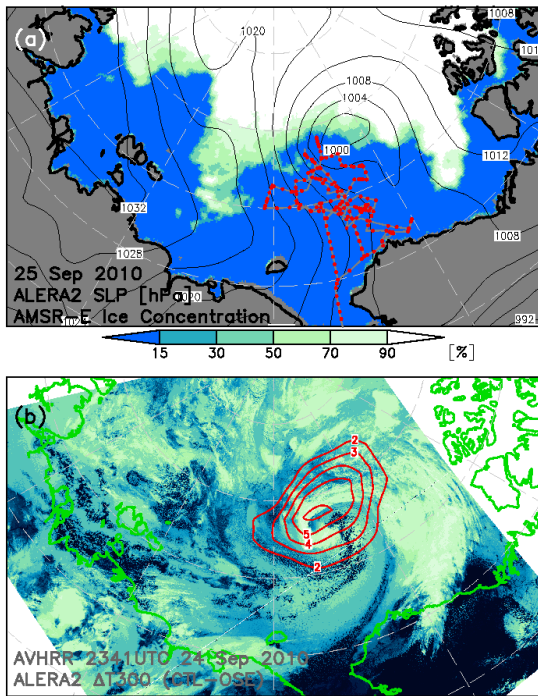 (a)
1020
1008
101
1008
1004
1000
1012
1032
1028
1008
25 Sep 2010
ALERA2 SLP [hPa]
1020
AMSR-E Ice Concentration
992
15 30 50 70 90 [%]
(b)
2
3
5
4
2
AVHRR 2341UTC 24 Sep 2010
ALERA2 ΔT300 (CTL-OSE)